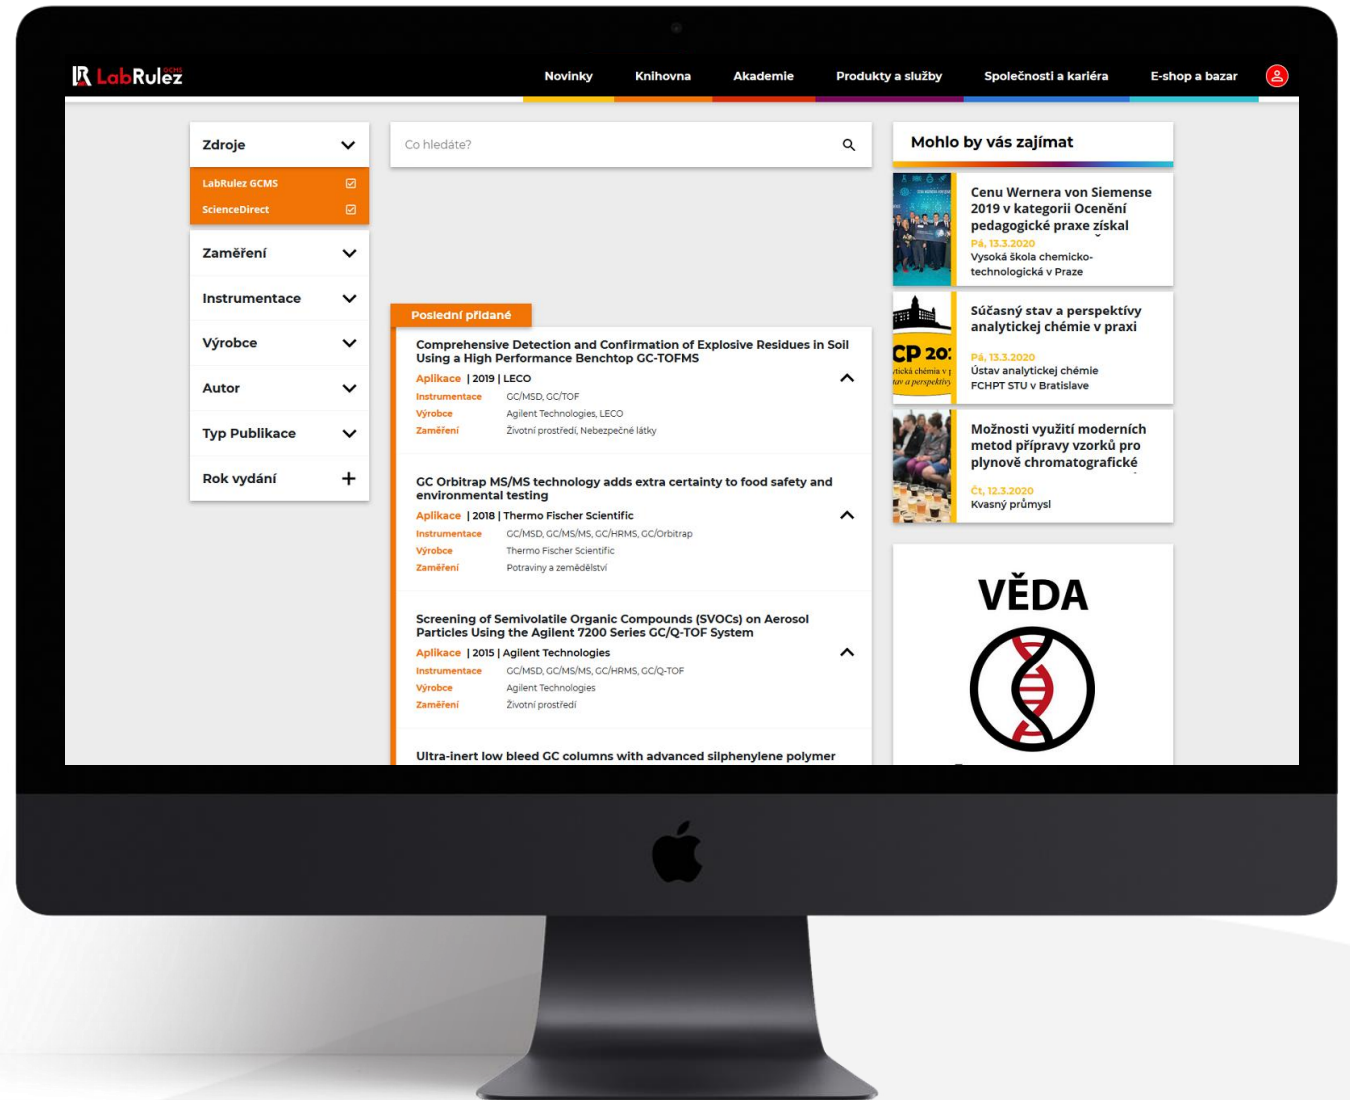 LabRulez GCMS
Novinky
Knihovna
Akademie
Produkty a služby
Společnosti a kariéra
E-shop a bazar
Zdroje
LabRulez GCMS
ScienceDirect
Zaměření
Instrumentace
Výrobce
Autor
Typ Publikace
Rok vydání
Co hledáte?
Poslední přidané
Comprehensive Detection and Confirmation of Explosive Residues in Soil
Using a High Performance Benchtop GC-TOFMS
Aplikace | 2019 | LECO
Instrumentace GC/MSD, GC/TOF
Výrobce Agilent Technologies, LECO
Zaměření Životní prostředí, Nebezpečné látky
GC Orbitrap MS/MS technology adds extra certainty to food safety and
environmental testing
Aplikace | 2018 | Thermo Fischer Scientific
Instrumentace GC/MSD, GC/MS/MS, GC/HRMS, GC/Orbitrap
Výrobce Thermo Fischer Scientific
Zaměření Potraviny a zemědělství
Screening of Semivolatile Organic Compounds (SVOCs) on Aerosol
Particles Using the Agilent 7200 Series GC/Q-TOF System
Aplikace | 2015 | Agilent Technologies
Instrumentace GC/MSD, GC/MS/MS, GC/HRMS, GC/Q-TOF
Výrobce Agilent Technologies
Zaměření Životní prostředí
Ultra-inert low bleed GC columns with advanced silphenylene polymer
Mohlo by vás zajímat
Cenu Wernera von Siemense
2019 v kategorii Ocenění
pedagogické praxe získal
Pá, 13.3.2020
Vysoká škola chemicko-
technologická v Praze
CP 20
Súčasný stav a perspektívy
analytickej chémie v praxi
Pá, 13.3.2020
Ústav analytickej chémie
FCHPT STU v Bratislave
Možnosti využití moderních
metod přípravy vzorků pro
plynově chromatografické
Čt, 12.3.2020
Kvasný průmysl
VĚDA